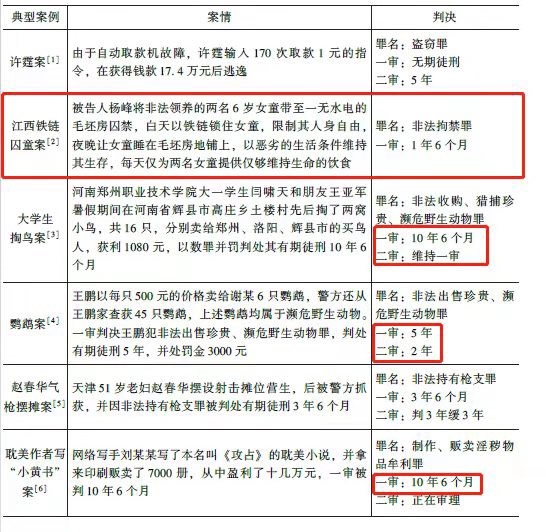 典型案例 案情 判决
许霆案[1]
由于自动取款机故障，许霆输入 170 次取款 1 元的指
令，在获得钱款 17. 4 万元后逃逸
罪名：盗窃罪
一审：无期徒刑
二审：5 年
江西铁链
囚童案[2]
被告人杨峰将非法领养的两名 6 岁女童带至一无水电的
毛坯房囚禁，白天以铁链锁住女童，限制其人身自由，
夜晚让女童睡在毛坯房地铺上，以恶劣的生活条件维持
其生存，每天仅为两名女童提供仅够维持生命的饮食
罪名：非法拘禁罪
一审：1 年 6 个月
大学生
掏鸟案[3]
河南郑州职业技术学院大一学生闫啸天和朋友王亚军
暑假期间在河南省辉县市高庄乡土楼村先后掏了两窝
小鸟，共 16 只，分别卖给郑州、洛阳、辉县市的买鸟
人，获利1080 元，以数罪并罚判处其有期徒刑 10 年 6
个月
罪名：非法收购、猎捕珍
贵、濒危野生动物罪
一审：10 年 6 个月
二审：维持一审
鹦鹉案[4]
王鹏以每只 500 元的价格卖给谢某 6 只鹦鹉，警方还从
王鹏家查获 45 只鹦鹉，上述鹦鹉均属于濒危野生动物。
一审判决王鹏犯非法出售珍贵、濒危野生动物罪，判处
有期徒刑 5 年，并处罚金 3000 元
罪名：非法出售珍贵、濒
危野生动物罪
一审：5 年
二审：2 年
赵春华气
枪摆摊案[5]
天津 51 岁老妇赵春华摆设射击摊位营生，后被警方抓
获，并因非法持有枪支罪被判处有期徒刑 3 年 6 个月
罪名：非法持有枪支罪
一审：3 年 6 个月
二审：判 3 年缓 3 年
耽美作者写
“小黄书”
案[6]
网络写手刘某某写了本名叫《攻占》的耽美小说，并拿
来印刷贩卖了 7000 册，从中盈利了十几万元，一审被
判 10 年 6 个月
罪名：制作、贩卖淫秽物
品牟利罪
一审：10 年 6 个月
二审：正在审理